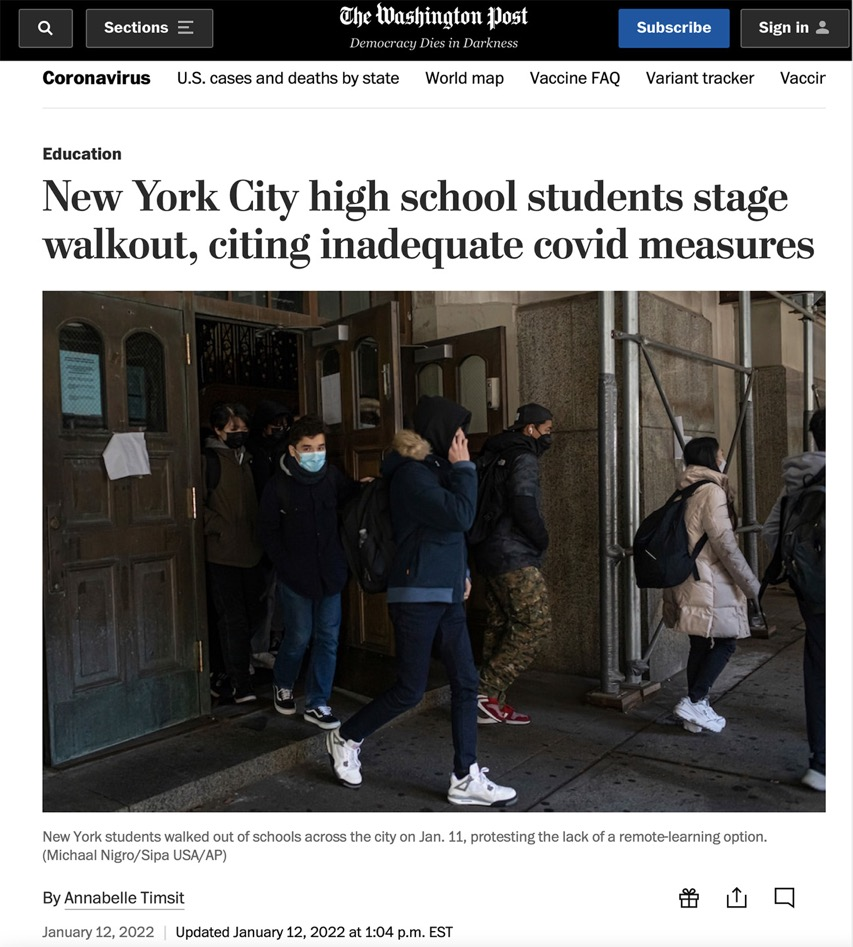 Sections
The Washington Post
Democracy Dies in Darkness
Subscribe
Sign in
Coronavirus U.S. cases and deaths by state World map Vaccine FAQ Variant tracker Vaccir
Education
New York City high school students stage
walkout, citing inadequate covid measures
New York students walked out of schools across the city on Jan. 11, protesting the lack of a remote-learning option.
(Michaal Nigro/Sipa USA/AP)
By Annabelle Timsit
January 12, 2022 | Updated January 12, 2022 at 1:04 p.m. EST